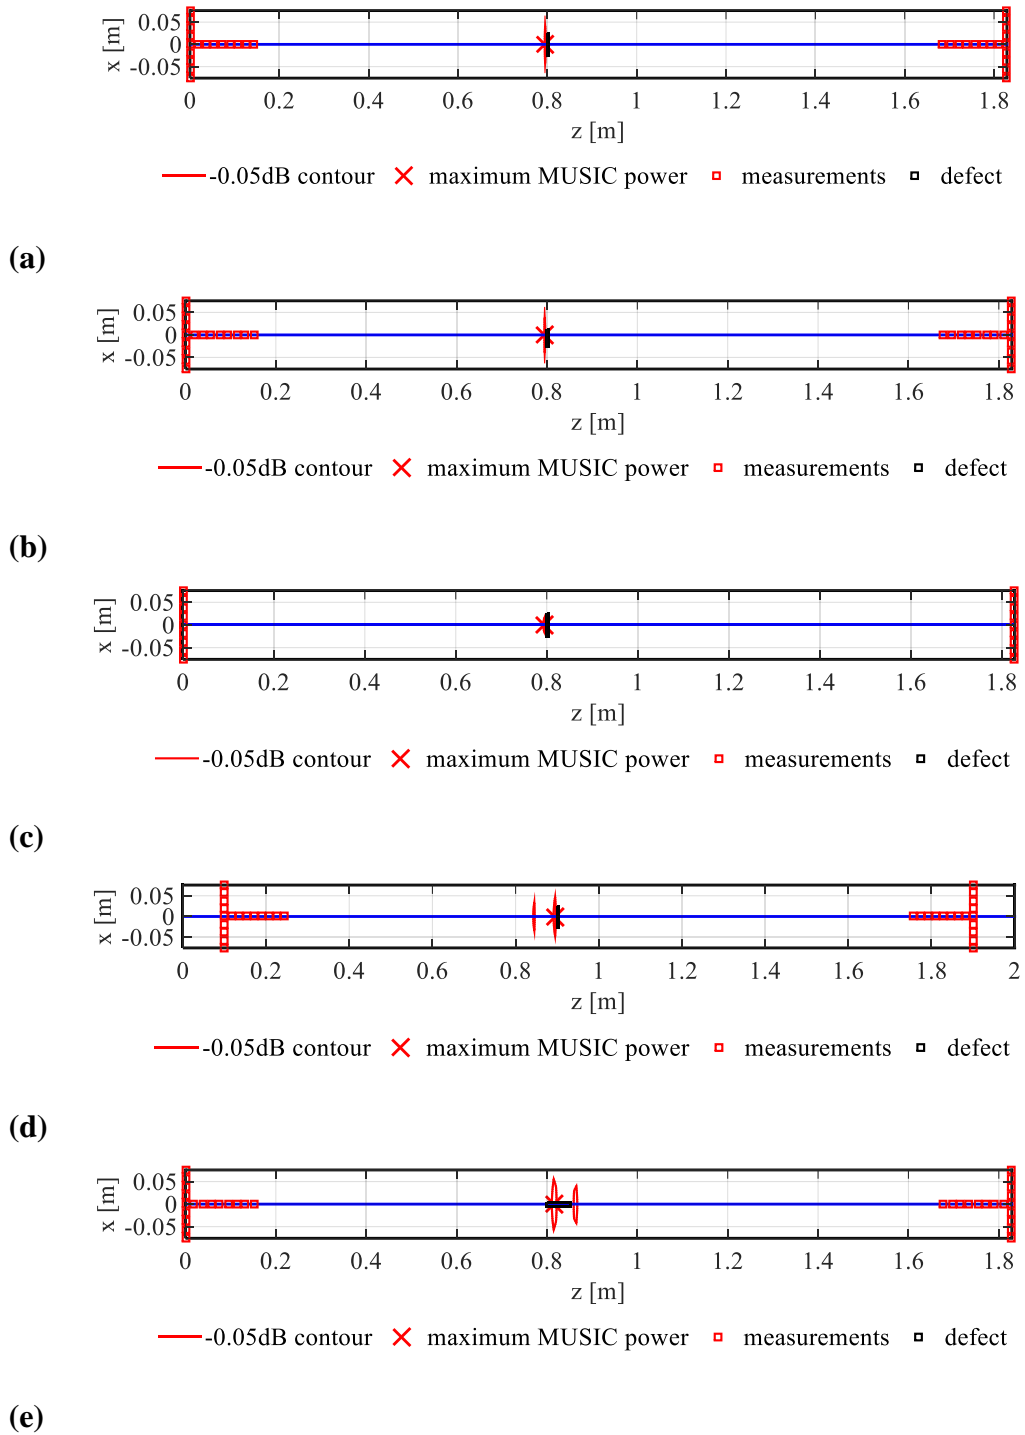 0.05
0
-0.05
x [m]
0 0.2 0.4 0.6 0.8 1 1.2 1.4 1.6 1.8
z [m]
-0.05dB contour maximum MUSIC power measurements defect
(a)
0.05
0
-0.05
x [m]
0 0.2 0.4 0.6 0.8 1 1.2 1.4 1.6 1.8
z [m]
-0.05dB contour maximum MUSIC power measurements defect
(b)
0.05
0
-0.05
x [m]
0 0.2 0.4 0.6 0.8 1 1.2 1.4 1.6 1.8
z [m]
-0.05dB contour maximum MUSIC power measurements defect
(c)
0.05
0
-0.05
x [m]
0 0.2 0.4 0.6 0.8 1 1.2 1.4 1.6 1.8 2
z [m]
-0.05dB contour maximum MUSIC power measurements defect
(d)
0.05
0
-0.05
x [m]
0 0.2 0.4 0.6 0.8 1 1.2 1.4 1.6 1.8
z [m]
-0.05dB contour maximum MUSIC power measurements defect
(e)